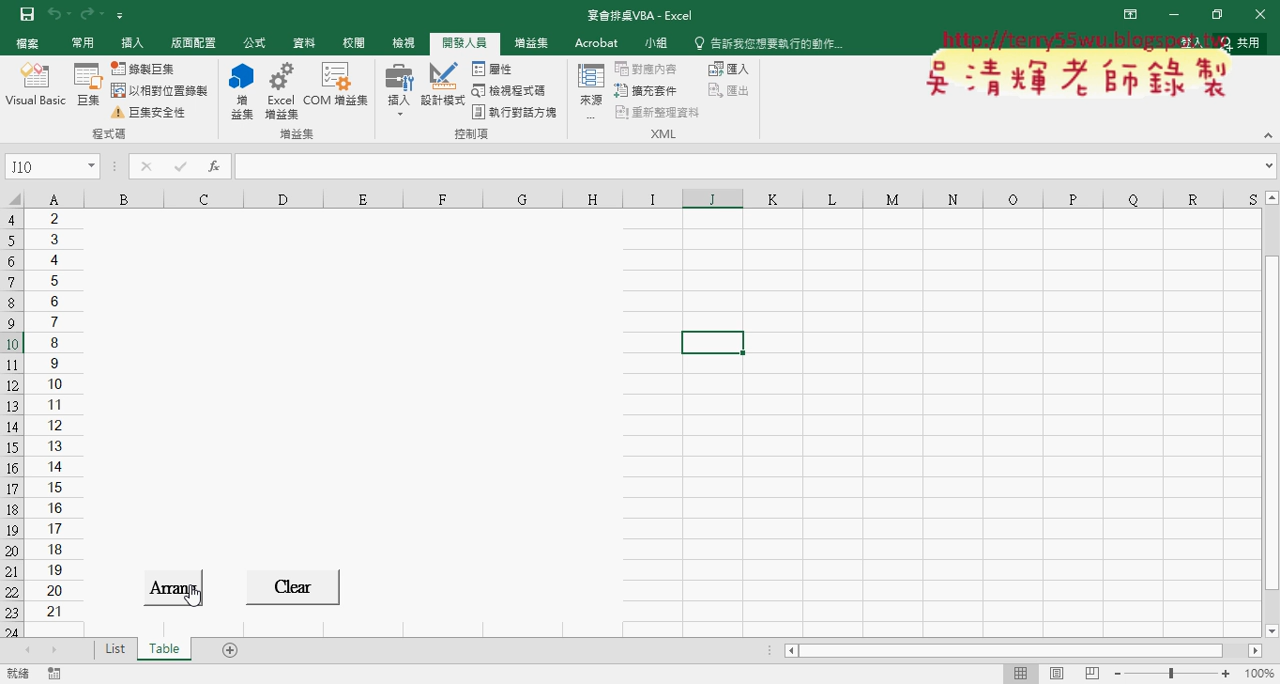 宴會排桌VBA - Excel
檔案 常用 插入 版面配置 公式 資料 校閱 檢視 開發人員 增益集 Acrobat 小組 告訴我您想要執行的動作... 登入 共用
http://terry55wu.blogspot.tw
吳清輝老師錄製
Visual Basic 巨集 錄製巨集 以相對位置錄製 巨集安全性
增益集 Excel 增益集 COM 增益集
插入 設計模式 屬性 檢視程式碼 執行對話方塊
來源... 對應內容 擴充套件 重新整理資料 匯入 匯出
程式碼 增益集 控制項 XML
J10 fx
A B C D E F G H I J K L M N O P Q R S
4 2
5 3
6 4
7 5
8 6
9 7
10 8
11 9
12 10
13 11
14 12
15 13
16 14
17 15
18 16
19 17
20 18
21 19
22 20
23 21
24
Clear
List Table
就緒 100%